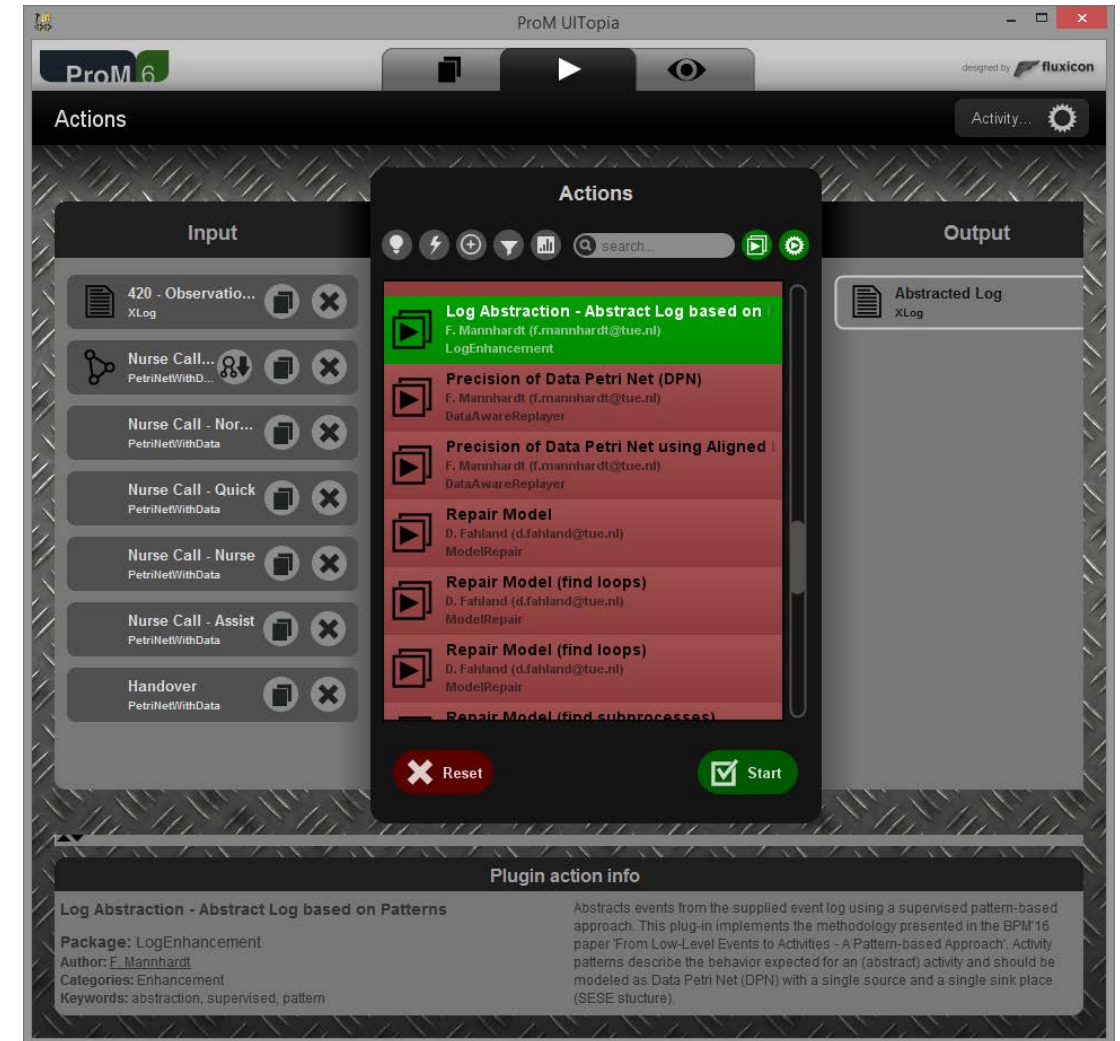 ProM UITopia
ProM 6
designed by fluxicon
Actions
Activity...
Input
420 - Observatio...
XLog
Nurse Call...
PetriNetWithD...
Nurse Call - Nor...
PetriNetWithData
Nurse Call - Quick
PetriNetWithData
Nurse Call - Nurse
PetriNetWithData
Nurse Call - Assist
PetriNetWithData
Handover
PetriNetWithData
Actions
search...
Log Abstraction - Abstract Log based on
F. Mannhardt (f.mannhardt@tue.nl)
LogEnhancement
Precision of Data Petri Net (DPN)
F. Mannhardt (f.mannhardt@tue.nl)
DataAwareReplayer
Precision of Data Petri Net using Aligned
F. Mannhardt (f.mannhardt@tue.nl)
DataAwareReplayer
Repair Model
D. Fahland (d.fahland@tue.nl)
ModelRepair
Repair Model (find loops)
D. Fahland (d.fahland@tue.nl)
ModelRepair
Repair Model (find loops)
D. Fahland (d.fahland@tue.nl)
ModelRepair
Repair Model (find subprocesses)
Reset
Start
Output
Abstracted Log
XLog
Plugin action info
Log Abstraction - Abstract Log based on Patterns
Package: LogEnhancement
Author: F. Mannhardt
Categories: Enhancement
Keywords: abstraction, supervised, pattern
Abstracts events from the supplied event log using a supervised pattern-based
approach. This plug-in implements the methodology presented in the BPM'16
paper 'From Low-Level Events to Activities - A Pattern-based Approach'. Activity
patterns describe the behavior expected for an (abstract) activity and should be
modeled as Data Petri Net (DPN) with a single source and a single sink place
(SESE stucture).